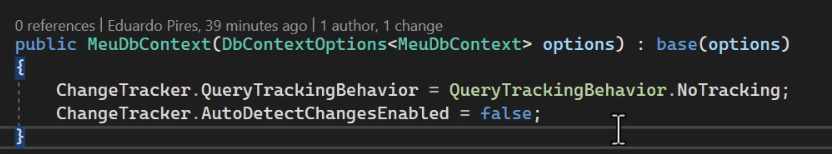 0 references | Eduardo Pires, 39 minutes ago | 1 author, 1 change
public MeuDbContext(DbContextOptions<MeuDbContext> options) : base(options)
{
    ChangeTracker.QueryTrackingBehavior = QueryTrackingBehavior.NoTracking;
    ChangeTracker.AutoDetectChangesEnabled = false;
}